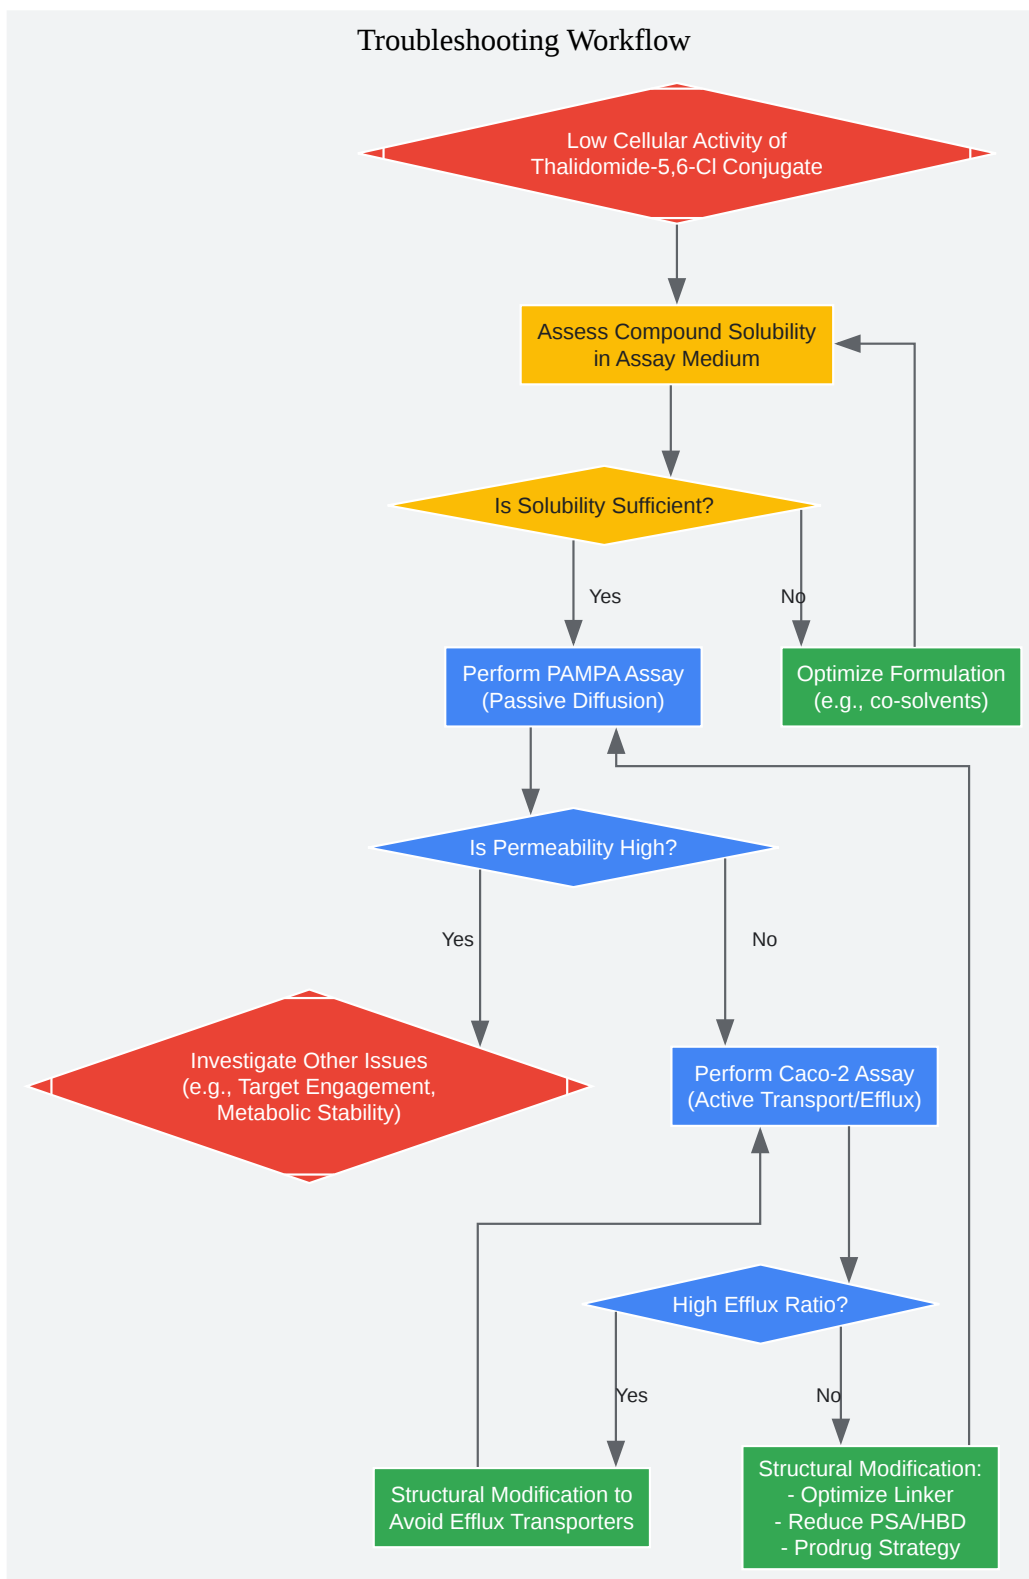 Troubleshooting Workflow
Low Cellular Activity of
Thalidomide-5,6-Cl Conjugate
Assess Compound Solubility
in Assay Medium
Is Solubility Sufficient?
Yes
No
Perform PAMPA Assay
(Passive Diffusion)
Optimize Formulation
(e.g., co-solvents)
Is Permeability High?
Yes
No
Investigate Other Issues
(e.g., Target Engagement,
Metabolic Stability)
Perform Caco-2 Assay
(Active Transport/Efflux)
High Efflux Ratio?
Yes
No
Structural Modification to
Avoid Efflux Transporters
Structural Modification:
- Optimize Linker
- Reduce PSA/HBD
- Prodrug Strategy